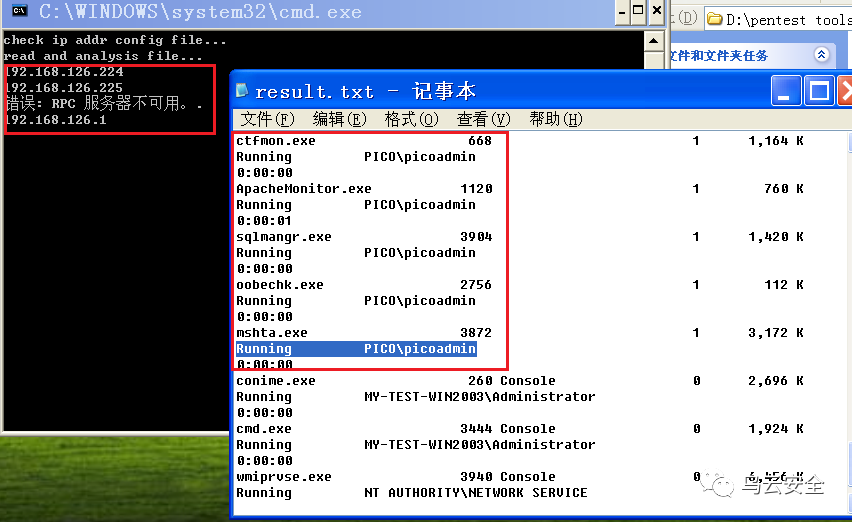 C:\WINDOWS\system32\cmd.exe
check ip addr config file...
read and analysis file...
192.168.126.224
192.168.126.225
错误: RPC 服务器不可用。.
192.168.126.1
(D) D:\pentest tools
文件和文件夹任务
result.txt - 记事本
文件(F) 编辑(E) 格式(O) 查看(V) 帮助(H)
ctfmon.exe 668 1 1,164 K
Running PICO\picoadmin
0:00:00
ApacheMonitor.exe 1120 1 760 K
Running PICO\picoadmin
0:00:01
sqlmangr.exe 3904 1 1,420 K
Running PICO\picoadmin
0:00:00
oobechk.exe 2756 1 112 K
Running PICO\picoadmin
0:00:00
mshta.exe 3872 1 3,172 K
Running PICO\picoadmin
0:00:00
conime.exe 260 Console 0 2,696 K
Running MY-TEST-WIN2003\Administrator
0:00:00
cmd.exe 3444 Console 0 1,924 K
Running MY-TEST-WIN2003\Administrator
0:00:00
wmiprvse.exe 3940 Console 0 6,456 K
Running NT AUTHORITY\NETWORK SERVICE
乌云安全